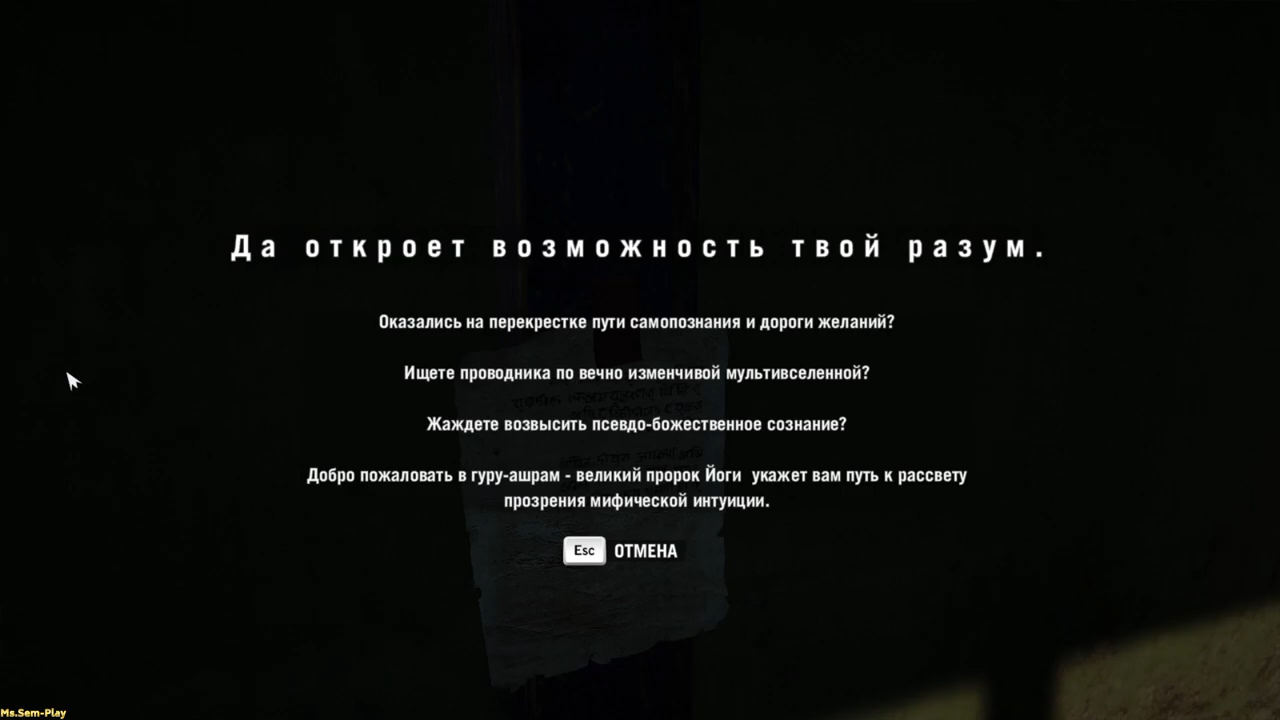 Да откроет возможность твой разум.
Оказались на перекрестке пути самопознания и дороги желаний?
Ищете проводника по вечно изменчивой мультивселенной?
Жаждете возвысить псевдо-божественное сознание?
Добро пожаловать в гуру-ашрам - великий пророк Йоги  укажет вам путь к рассвету
прозрения мифической интуиции.
Esc ОТМЕНА
Ms.Sem-Play